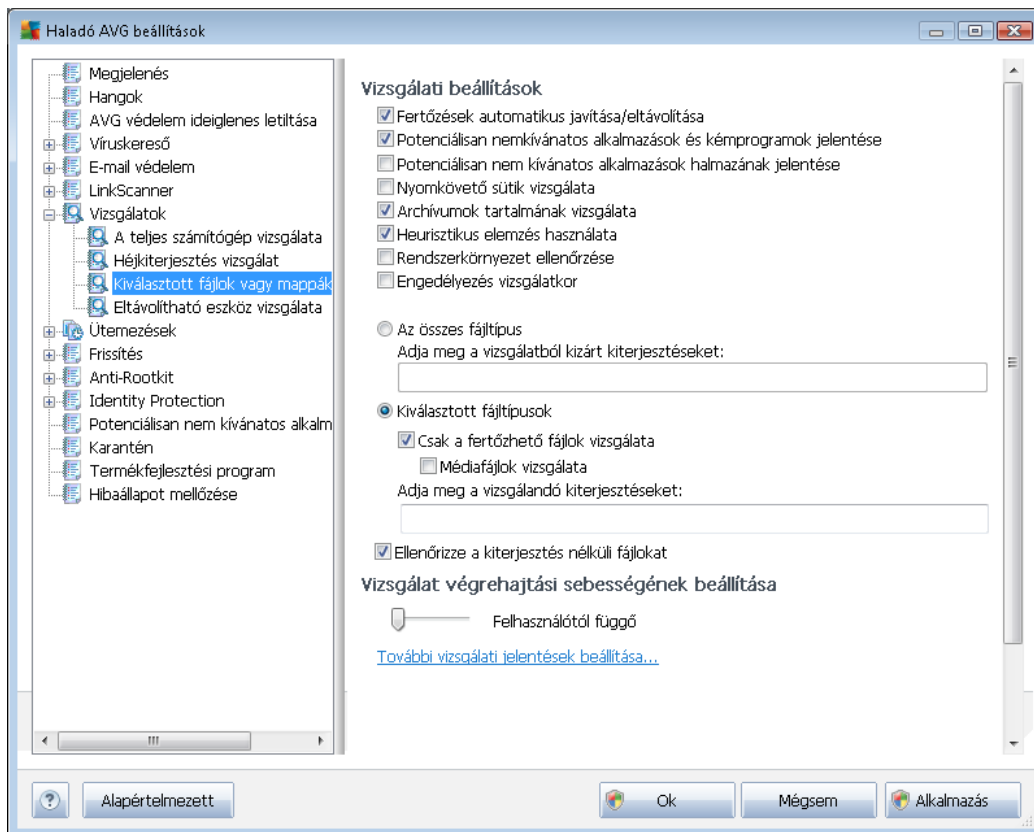 Haladó AVG beállítások
Megjelenés
Hangok
AVG védelem ideiglenes letiltása
Víruskereső
E-mail védelem
LinkScanner
Vizsgálatok
A teljes számítógép vizsgálata
Héjkiterjesztés vizsgálat
Kiválasztott fájlok vagy mappák
Eltávolítható eszköz vizsgálata
Ütemezések
Frissítés
Anti-Rootkit
Identity Protection
Potenciálisan nem kívánatos alkalm
Karantén
Termékfejlesztési program
Hibaállapot mellőzése
Vizsgálati beállítások
Fertőzések automatikus javítása/eltávolítása
Potenciálisan nemkívánatos alkalmazások és kémprogramok jelentése
Potenciálisan nem kívánatos alkalmazások halmazának jelentése
Nyomkövető sütik vizsgálata
Archívumok tartalmának vizsgálata
Heurisztikus elemzés használata
Rendszerkörnyezet ellenőrzése
Engedélyezés vizsgálatkor
Az összes fájltípus
Adja meg a vizsgálatból kizárt kiterjesztéseket:
Kiválasztott fájltípusok
Csak a fertőzhető fájlok vizsgálata
Médiafájlok vizsgálata
Adja meg a vizsgálandó kiterjesztéseket:
Ellenőrizze a kiterjesztés nélküli fájlokat
Vizsgálat végrehajtási sebességének beállítása
Felhasználótól függő
További vizsgálati jelentések beállítása...
? Alapértelmezett Ok Mégsem Alkalmazás